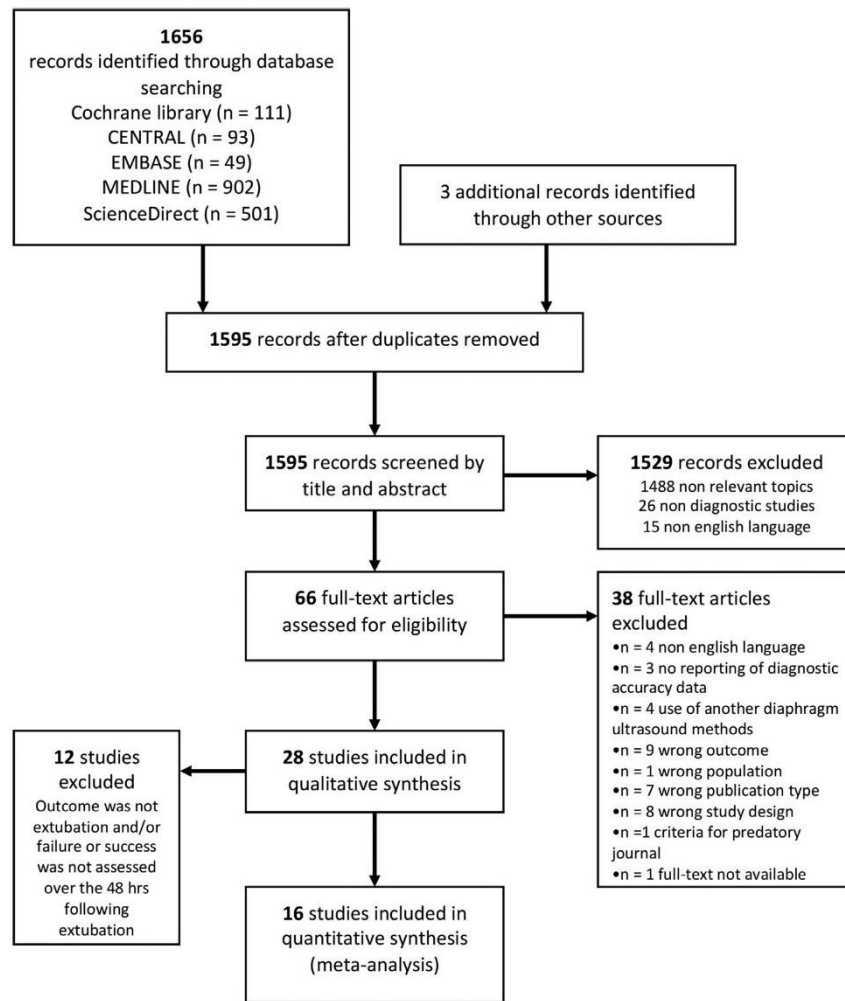 1656
records identified through database
searching
Cochrane library (n = 111)
CENTRAL (n = 93)
EMBASE (n = 49)
MEDLINE (n = 902)
ScienceDirect (n = 501)
3 additional records identified
through other sources
1595 records after duplicates removed
1595 records screened by
title and abstract
1529 records excluded
1488 non relevant topics
26 non diagnostic studies
15 non english language
66 full-text articles
assessed for eligibility
38 full-text articles
excluded
•n = 4 non english language
•n = 3 no reporting of diagnostic
accuracy data
•n = 4 use of another diaphragm
ultrasound methods
•n = 9 wrong outcome
•n = 1 wrong population
•n = 7 wrong publication type
•n = 8 wrong study design
•n =1 criteria for predatory
journal
•n = 1 full-text not available
12 studies
excluded
Outcome was not
extubation and/or
failure or success
was not assessed
over the 48 hrs
following
extubation
28 studies included in
qualitative synthesis
16 studies included in
quantitative synthesis
(meta-analysis)